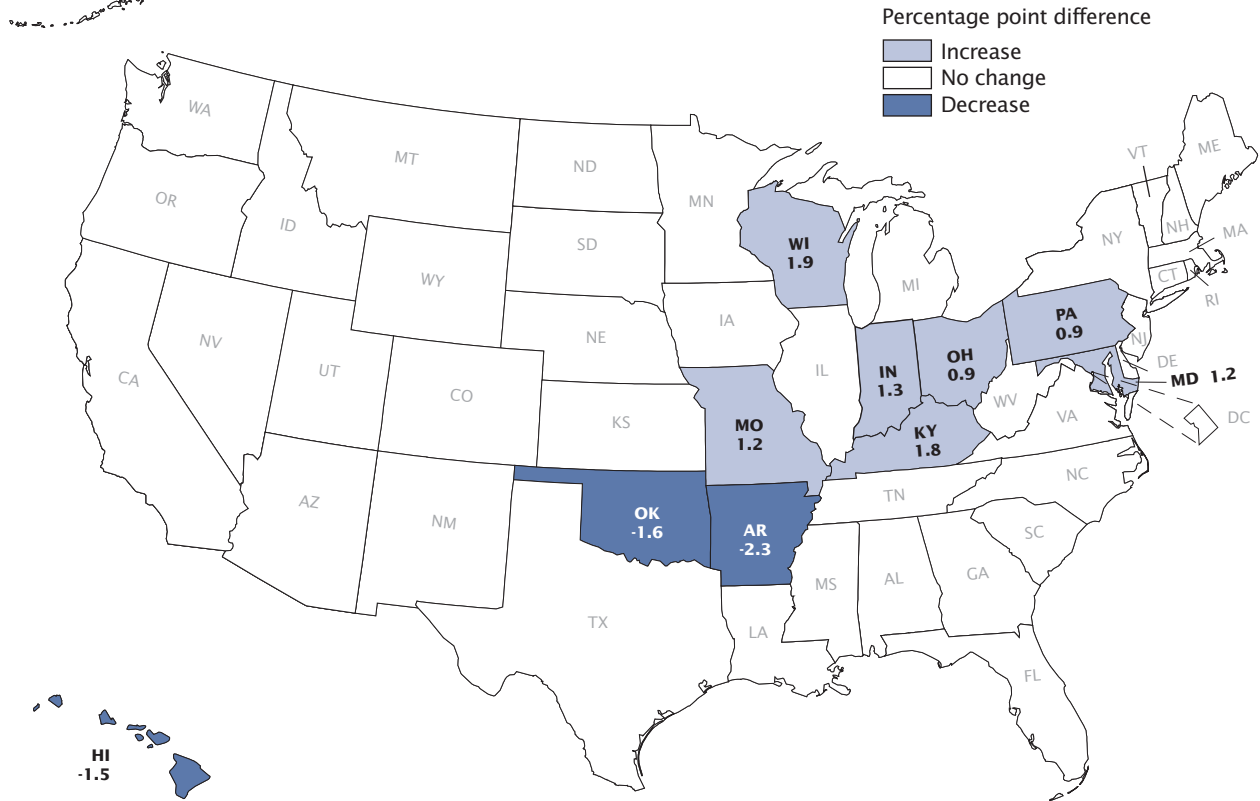 Percentage point difference
Increase
No change
Decrease
WA
MT
ND
MN
VT
ME
OR
ID
SD
WI
1.9
NY
NH
MA
WY
MI
CT
RI
IA
PA
0.9
NV
NE
NJ
CA
UT
IL
IN
1.3
OH
0.9
DE
MD 1.2
CO
KS
MO
1.2
WV
VA
DC
KY
1.8
AZ
NM
OK
-1.6
AR
-2.3
TN
NC
SC
MS
AL
GA
TX
LA
FL
HI
-1.5